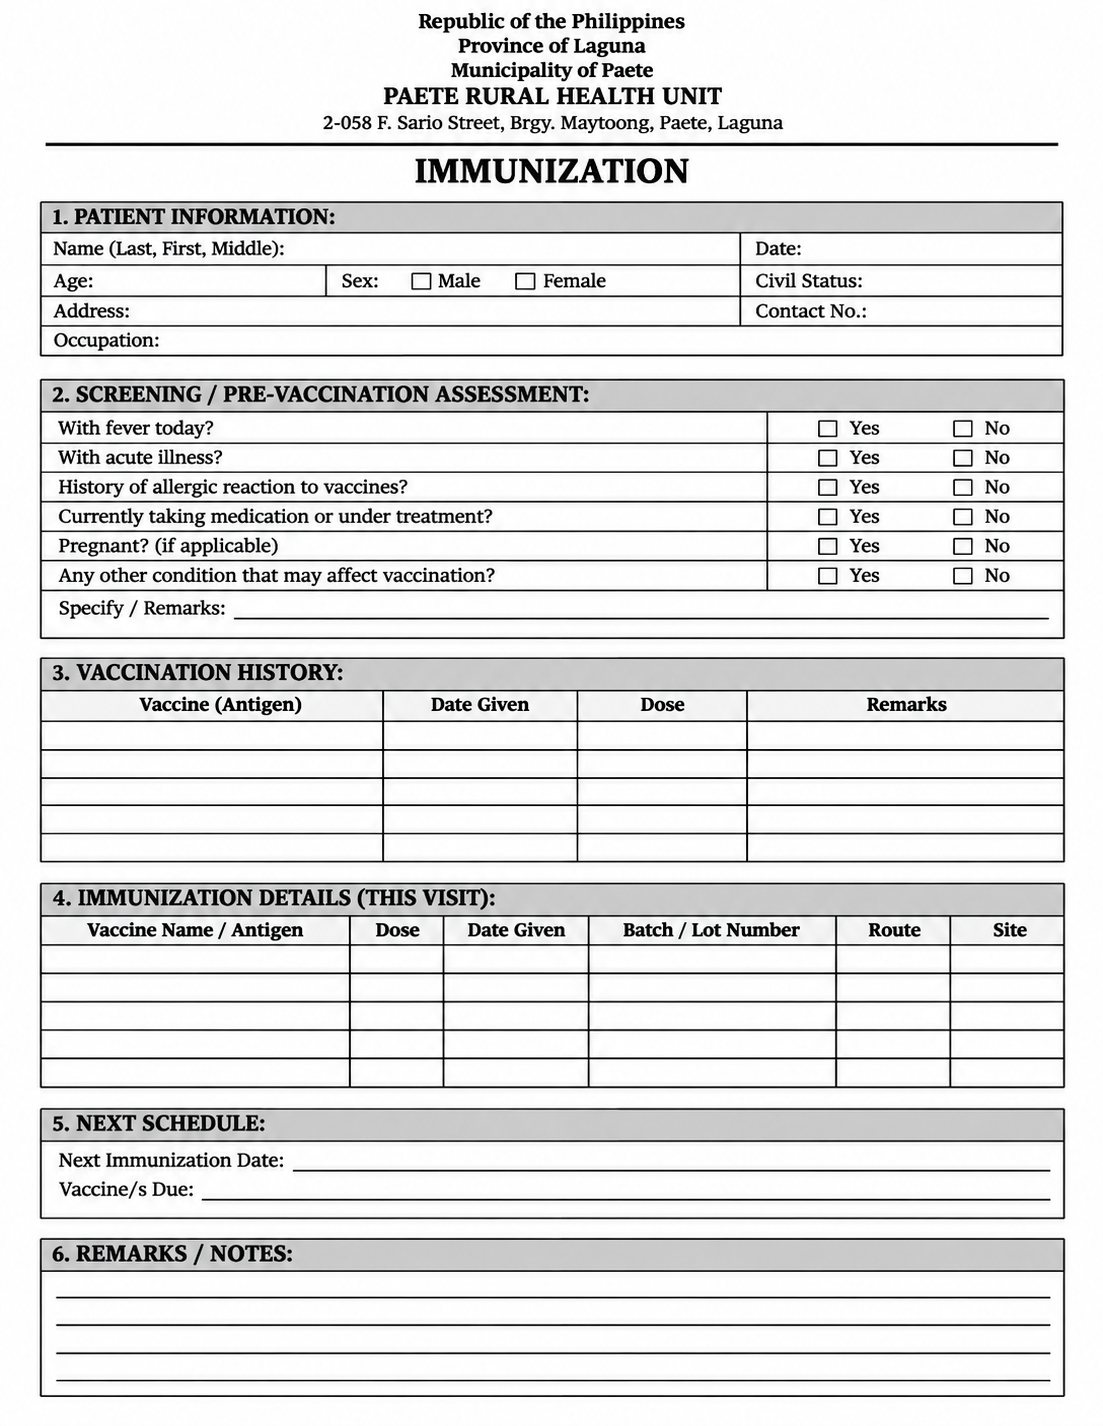 Republic of the Philippines
Province of Laguna
Municipality of Paete
PAETE RURAL HEALTH UNIT
2-058 F. Sario Street, Brgy. Maytoong, Paete, Laguna
IMMUNIZATION
1. PATIENT INFORMATION:
Name (Last, First, Middle): Date:
Age: Sex: Male Female Civil Status:
Address: Contact No.:
Occupation:
2. SCREENING / PRE-VACCINATION ASSESSMENT:
With fever today? Yes No
With acute illness? Yes No
History of allergic reaction to vaccines? Yes No
Currently taking medication or under treatment? Yes No
Pregnant? (if applicable) Yes No
Any other condition that may affect vaccination? Yes No
Specify / Remarks:
3. VACCINATION HISTORY:
Vaccine (Antigen) Date Given Dose Remarks
4. IMMUNIZATION DETAILS (THIS VISIT):
Vaccine Name / Antigen Dose Date Given Batch / Lot Number Route Site
5. NEXT SCHEDULE:
Next Immunization Date:
Vaccine/s Due:
6. REMARKS / NOTES: